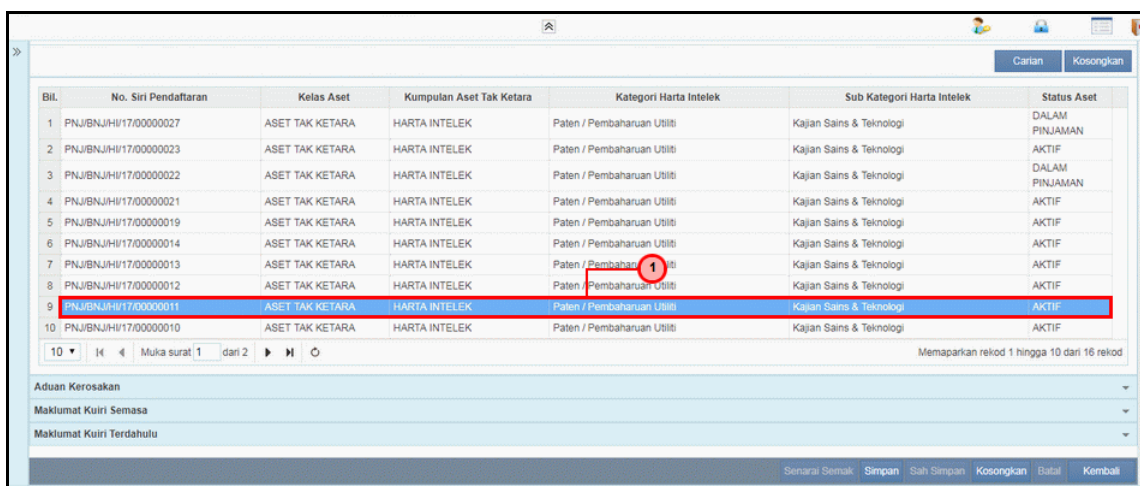 Carian Kosongkan
Bil. No. Siri Pendaftaran Kelas Aset Kumpulan Aset Tak Ketara Kategori Harta Intelek Sub Kategori Harta Intelek Status Aset
1 PNJ/BNJ/HI/17/00000027 ASET TAK KETARA HARTA INTELEK Paten / Pembaharuan Utiliti Kajian Sains & Teknologi DALAM PINJAMAN
2 PNJ/BNJ/HI/17/00000023 ASET TAK KETARA HARTA INTELEK Paten / Pembaharuan Utiliti Kajian Sains & Teknologi AKTIF
3 PNJ/BNJ/HI/17/00000022 ASET TAK KETARA HARTA INTELEK Paten / Pembaharuan Utiliti Kajian Sains & Teknologi DALAM PINJAMAN
4 PNJ/BNJ/HI/17/00000021 ASET TAK KETARA HARTA INTELEK Paten / Pembaharuan Utiliti Kajian Sains & Teknologi AKTIF
5 PNJ/BNJ/HI/17/00000019 ASET TAK KETARA HARTA INTELEK Paten / Pembaharuan Utiliti Kajian Sains & Teknologi AKTIF
6 PNJ/BNJ/HI/17/00000014 ASET TAK KETARA HARTA INTELEK Paten / Pembaharuan Utiliti Kajian Sains & Teknologi AKTIF
7 PNJ/BNJ/HI/17/00000013 ASET TAK KETARA HARTA INTELEK Paten / 1 Kajian Sains & Teknologi AKTIF
8 PNJ/BNJ/HI/17/00000012 ASET TAK KETARA HARTA INTELEK Paten / Pembaharuan Utiliti Kajian Sains & Teknologi AKTIF
9 PNJ/BNJ/HI/17/00000011 ASET TAK KETARA HARTA INTELEK Paten / Pembaharuan Utiliti Kajian Sains & Teknologi AKTIF
10 PNJ/BNJ/HI/17/00000010 ASET TAK KETARA HARTA INTELEK Paten / Pembaharuan Utiliti Kajian Sains & Teknologi AKTIF
10 Muka surat 1 dari 2 Memaparkan rekod 1 hingga 10 dari 16 rekod
Aduan Kerosakan
Maklumat Kuiri Semasa
Maklumat Kuiri Terdahulu
Senarai Semak Simpan Sah Simpan Kosongkan Batal Kembali